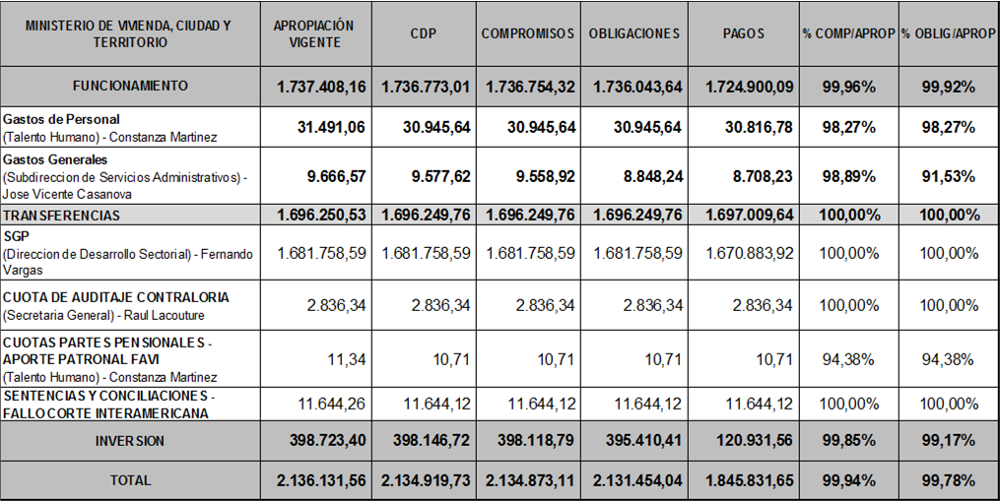 MINISTERIO DE VIVIENDA, CIUDAD Y TERRITORIO | APROPIACIÓN VIGENTE | CDP | COMPROMISOS | OBLIGACIONES | PAGOS | % COMP/APROP | % OBLIG/APROP
FUNCIONAMIENTO 1.737.408,16 1.736.773,01 1.736.754,32 1.736.043,64 1.724.900,09 99,96% 99,92%
Gastos de Personal
(Talento Humano) - Constanza Martinez 31.491,06 30.945,64 30.945,64 30.945,64 30.816,78 98,27% 98,27%
Gastos Generales
(Subdireccion de Servicios Administrativos) -
Jose Vicente Casanova 9.666,57 9.577,62 9.558,92 8.848,24 8.708,23 98,89% 91,53%
TRANSFERENCIAS 1.696.250,53 1.696.249,76 1.696.249,76 1.696.249,76 1.697.009,64 100,00% 100,00%
SGP
(Direccion de Desarrollo Sectorial) - Fernando
Vargas 1.681.758,59 1.681.758,59 1.681.758,59 1.681.758,59 1.670.883,92 100,00% 100,00%
CUOTA DE AUDITAJE CONTRALORIA
(Secretaria General) - Raul Lacouture 2.836,34 2.836,34 2.836,34 2.836,34 2.836,34 100,00% 100,00%
CUOTAS PARTES PENSIONALES -
APORTE PATRONAL FAVI
(Talento Humano) - Constanza Martinez 11,34 10,71 10,71 10,71 10,71 94,38% 94,38%
SENTENCIAS Y CONCILIACIONES -
FALLO CORTE INTERAMERICANA 11.644,26 11.644,12 11.644,12 11.644,12 11.644,12 100,00% 100,00%
INVERSION 398.723,40 398.146,72 398.118,79 395.410,41 120.931,56 99,85% 99,17%
TOTAL 2.136.131,56 2.134.919,73 2.134.873,11 2.131.454,04 1.845.831,65 99,94% 99,78%